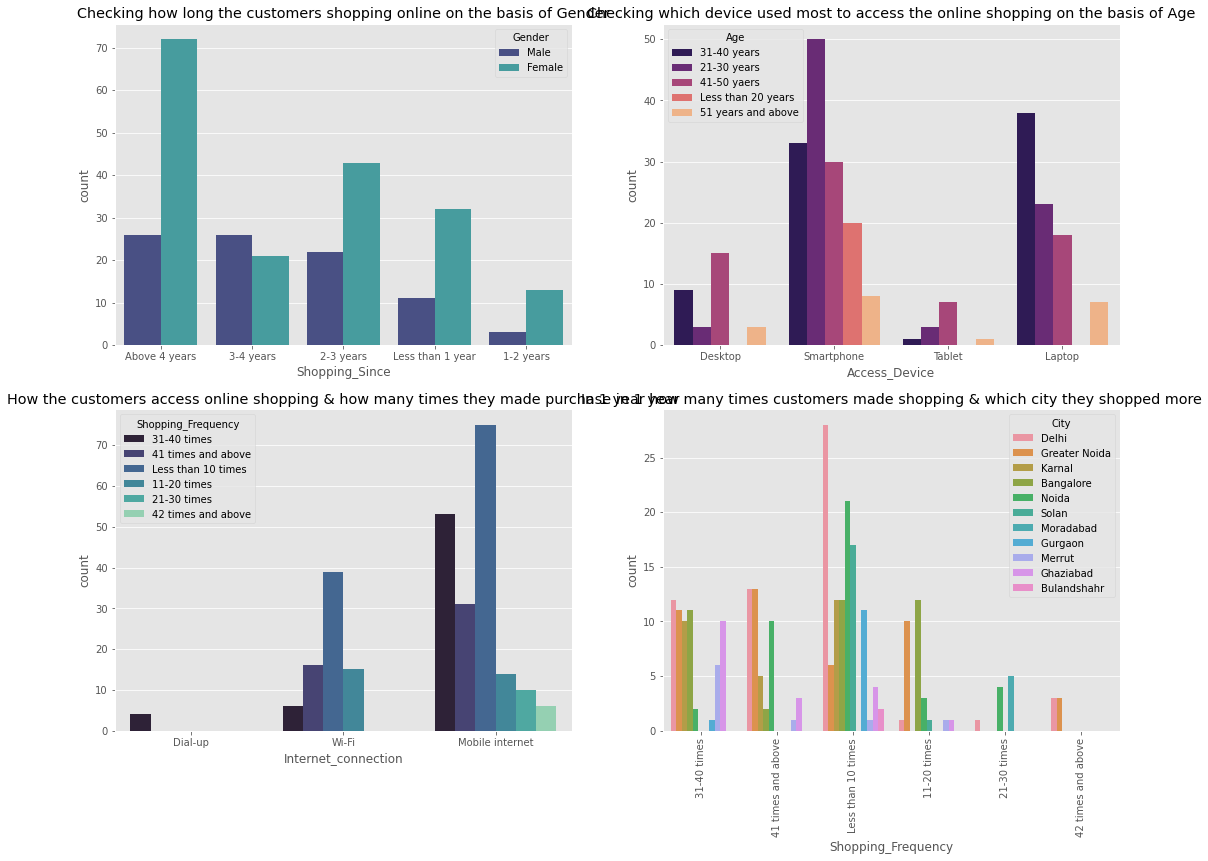 Checking how long the customers shopping online on the basis of Gender
Checking which device used most to access the online shopping on the basis of Age
count
70
60
50
40
30
20
10
0
Gender
Male
Female
Above 4 years
3-4 years
2-3 years
Less than 1 year
1-2 years
Shopping_Since
count
50
40
30
20
10
0
Age
31-40 years
21-30 years
41-50 yaers
Less than 20 years
51 years and above
Desktop
Smartphone
Tablet
Laptop
Access_Device
How the customers access online shopping & how many times they made purchase in 1 year
In 1 year how many times customers made shopping & which city they shopped more
count
70
60
50
40
30
20
10
0
Shopping_Frequency
31-40 times
41 times and above
Less than 10 times
11-20 times
21-30 times
42 times and above
Dial-up
Wi-Fi
Mobile internet
Internet_connection
count
25
20
15
10
5
0
City
Delhi
Greater Noida
Karnal
Bangalore
Noida
Solan
Moradabad
Gurgaon
Merrut
Ghaziabad
Bulandshahr
31-40 times
41 times and above
Less than 10 times
11-20 times
21-30 times
42 times and above
Shopping_Frequency